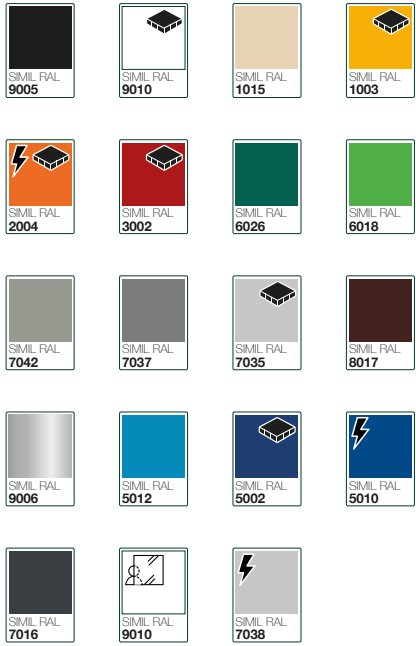 SIMIL RAL
9005
SIMIL RAL
9010
SIMIL RAL
1015
SIMIL RAL
1003
SIMIL RAL
2004
SIMIL RAL
3002
SIMIL RAL
6026
SIMIL RAL
6018
SIMIL RAL
7042
SIMIL RAL
7037
SIMIL RAL
7035
SIMIL RAL
8017
SIMIL RAL
9006
SIMIL RAL
5012
SIMIL RAL
5002
SIMIL RAL
5010
SIMIL RAL
7016
SIMIL RAL
9010
SIMIL RAL
7038